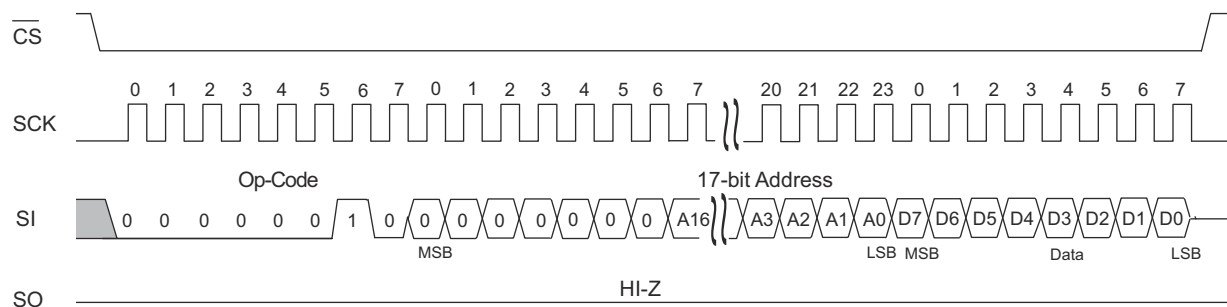 CS
0 1 2 3 4 5 6 7 0 1 2 3 4 5 6 7 20 21 22 23 0 1 2 3 4 5 6 7
SCK
Op-Code 17-bit Address
SI 0 0 0 0 0 0 1 0 0 0 0 0 0 0 0 A16 A3 A2 A1 A0 D7 D6 D5 D4 D3 D2 D1 D0
MSB LSB MSB Data LSB
HI-Z
SO